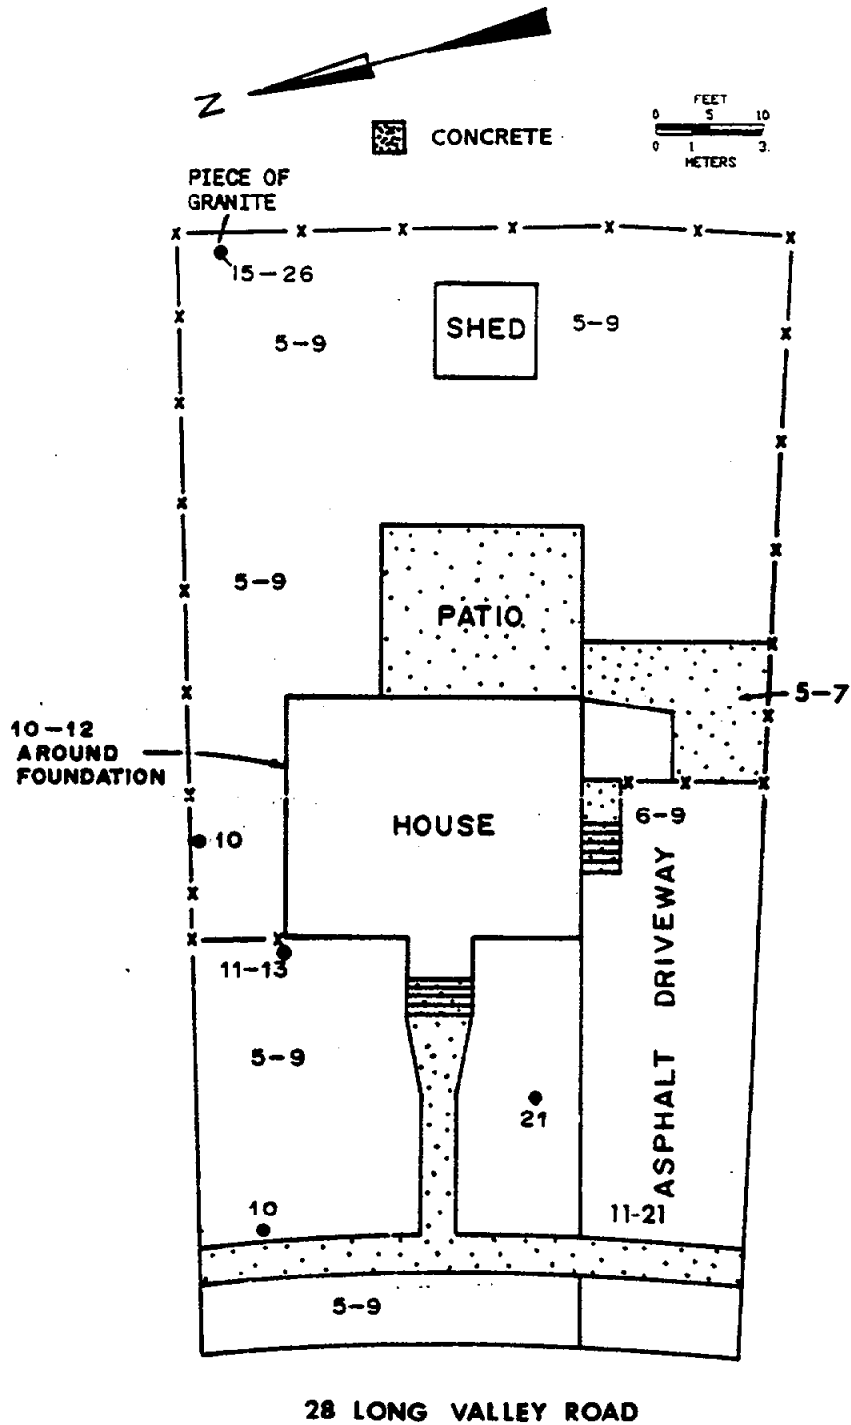 N
CONCRETE
FEET
0 5 10
0 1 3.
METERS
PIECE OF
GRANITE
15-26
5-9
SHED
5-9
5-9
PATIO
5-7
10-12
AROUND
FOUNDATION
HOUSE
6-9
10
11-13
5-9
21
ASPHALT DRIVEWAY
10
11-21
5-9
28 LONG VALLEY ROAD